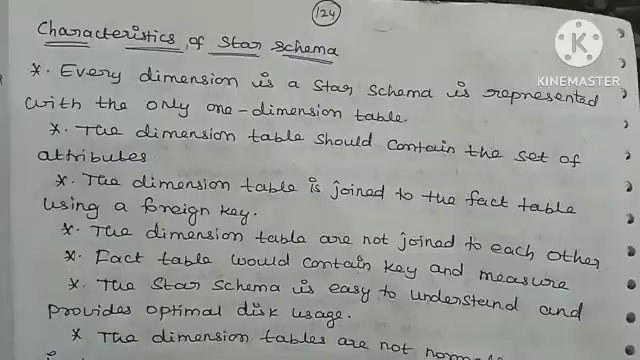 124
Characteristics of Star Schema
K
KINEMASTER
*. Every dimension is a star schema is represented
with the only one-dimension table.
*. The dimension table should contain the set of
attributes.
*. The dimension table is joined to the fact table
using a foreign key.
*. The dimension table are not joined to each other
*. Fact table would contain key and measure
*. The Star schema is easy to understand and
provides optimal disk usage.
* The dimension tables are not